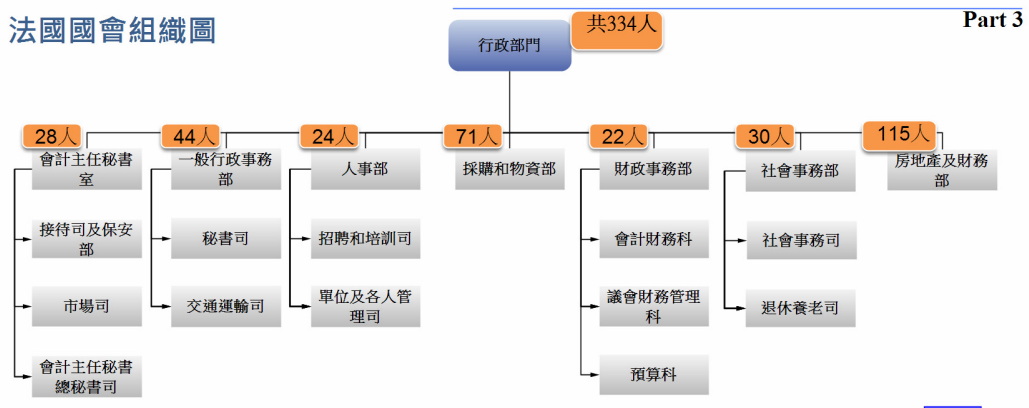 法國國會組織圖
Part 3
共334人
行政部門
28人
44人
24人
71人
22人
30人
115人
會計主任秘書
室
一般行政事務
部
人事部
採購和物資部
財政事務部
社會事務部
房地產及財務
部
接待司及保安
部
秘書司
招聘和培訓司
會計財務科
社會事務司
市場司
交通運輸司
單位及各人管
理司
議會財務管理
科
退休養老司
會計主任秘書
總秘書司
預算科